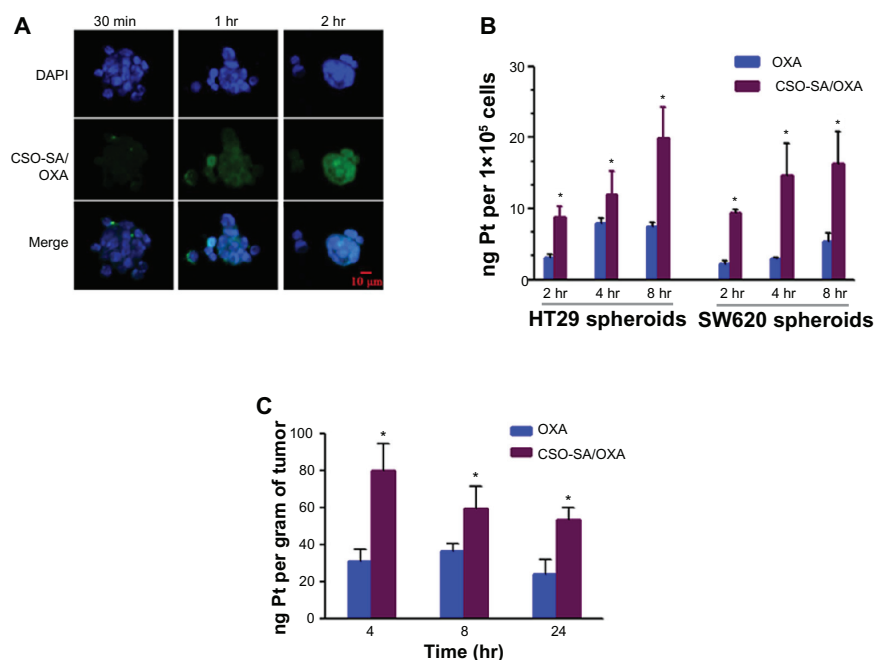 A
30 min
1 hr
2 hr
DAPI
CSO-SA/
OXA
Merge
10 µm
B
OXA
CSO-SA/OXA
ng Pt per 1×10⁵ cells
30
20
10
0
*
*
*
*
*
*
2 hr
4 hr
8 hr
2 hr
4 hr
8 hr
HT29 spheroids
SW620 spheroids
C
OXA
CSO-SA/OXA
ng Pt per gram of tumor
100
80
60
40
20
0
*
*
*
4
8
24
Time (hr)